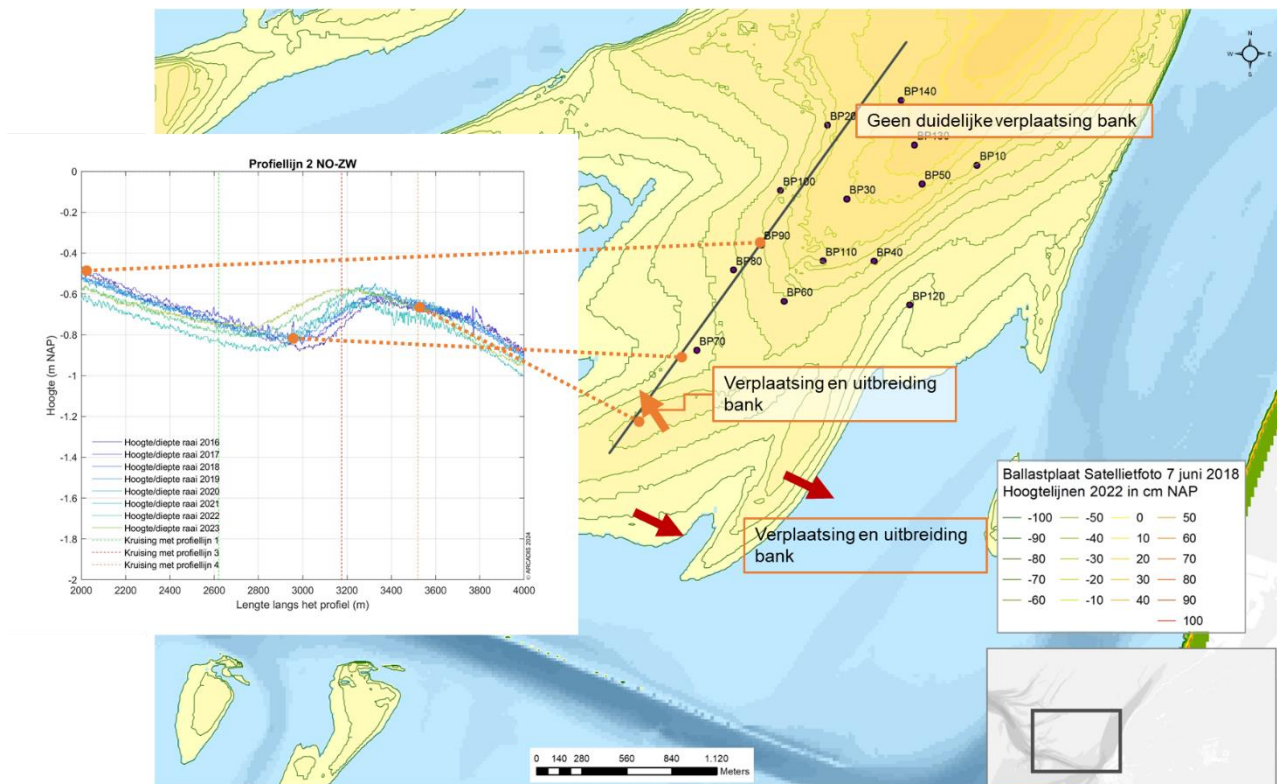 N
W
E
S
BP140
BP20
Geen duidelijke verplaatsing bank
BP130
BP10
BP100
BP50
BP30
BP90
BP110
BP40
BP80
BP60
BP120
BP70
Profiellijn 2 NO-ZW
0
-0.2
-0.4
-0.6
-0.8
-1
-1.2
-1.4
-1.6
-1.8
-2
Hoogte (m NAP)
Hoogte/diepte raai 2016
Hoogte/diepte raai 2017
Hoogte/diepte raai 2018
Hoogte/diepte raai 2019
Hoogte/diepte raai 2020
Hoogte/diepte raai 2021
Hoogte/diepte raai 2022
Hoogte/diepte raai 2023
Kruising met profiellijn 1
Kruising met profiellijn 3
Kruising met profiellijn 4
© ARCADIS 2024
2000 2200 2400 2600 2800 3000 3200 3400 3600 3800 4000
Lengte langs het profiel (m)
Verplaatsing en uitbreiding
bank
Verplaatsing en uitbreiding
bank
Ballastplaat Satellietfoto 7 juni 2018
Hoogtelijnen 2022 in cm NAP
-100 -50 0 50
-90 -40 10 60
-80 -30 20 70
-70 -20 30 80
-60 -10 40 90
100
0 140 280 560 840 1.120
Meters